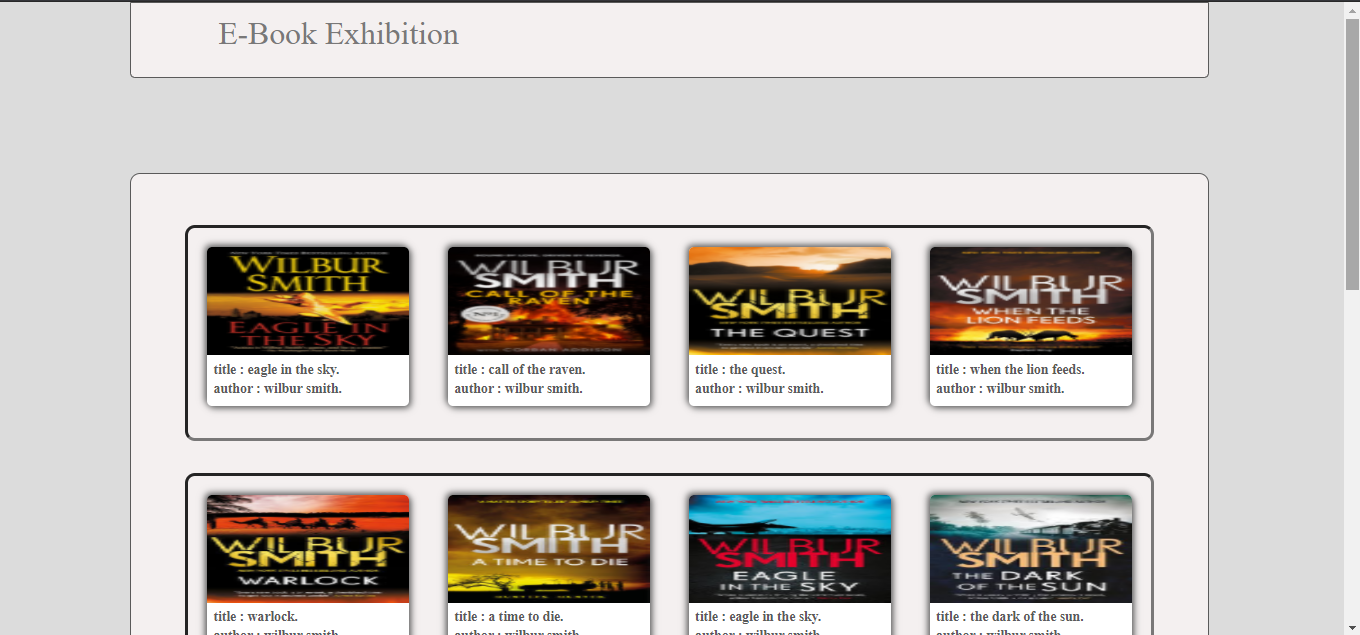 E-Book Exhibition
WILBUR
SMITH
EAGLE IN
THE SKY
title : eagle in the sky.
author : wilbur smith.
WILBUR
SMITH
CALL OF THE
RAVEN
title : call of the raven.
author : wilbur smith.
WILBUR
SMITH
THE QUEST
title : the quest.
author : wilbur smith.
WILBUR
SMITH
WHEN THE
LION FEEDS
title : when the lion feeds.
author : wilbur smith.
WILBUR
SMITH
WARLOCK
title : warlock.
author : wilbur smith
WILBUR
SMITH
A TIME TO DIE
title : a time to die.
author : wilbur smith
WILBUR
SMITH
EAGLE
IN THE SKY
title : eagle in the sky.
author : wilbur smith
WILBUR
SMITH
THE DARK
OF THE SUN
title : the dark of the sun.
author : wilbur smith